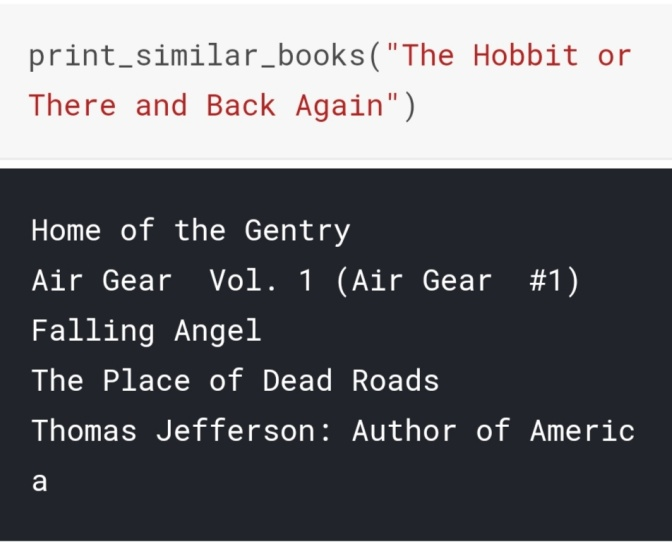 print_similar_books("The Hobbit or
There and Back Again")
Home of the Gentry
Air Gear  Vol. 1 (Air Gear  #1)
Falling Angel
The Place of Dead Roads
Thomas Jefferson: Author of Americ
a